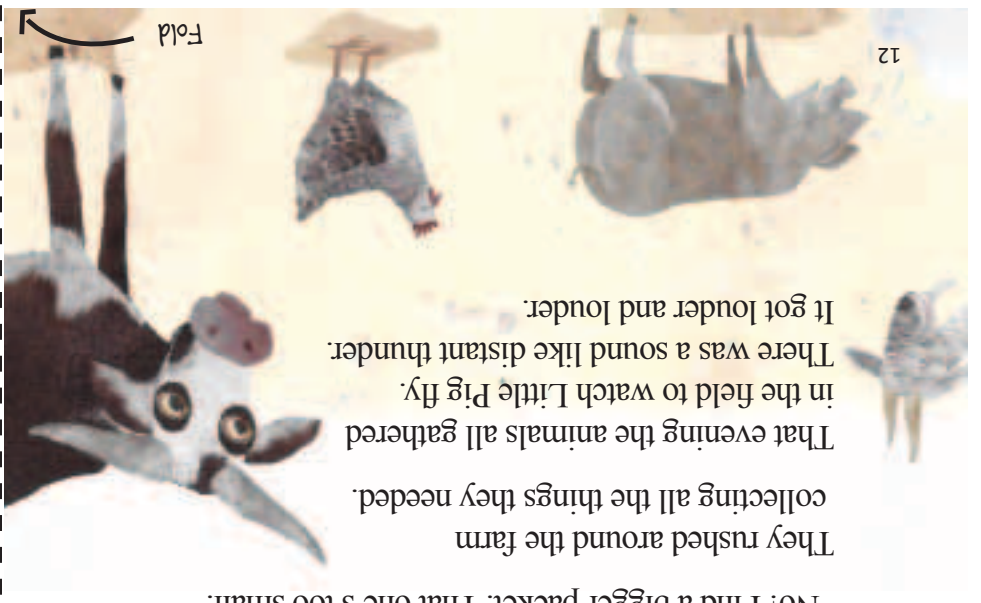 No! Find a bigger packet. That one's too small.
They rushed around the farm
collecting all the things they needed.
That evening the animals all gathered
in the field to watch Little Pig fly.
There was a sound like distant thunder.
It got louder and louder.
12
Fold